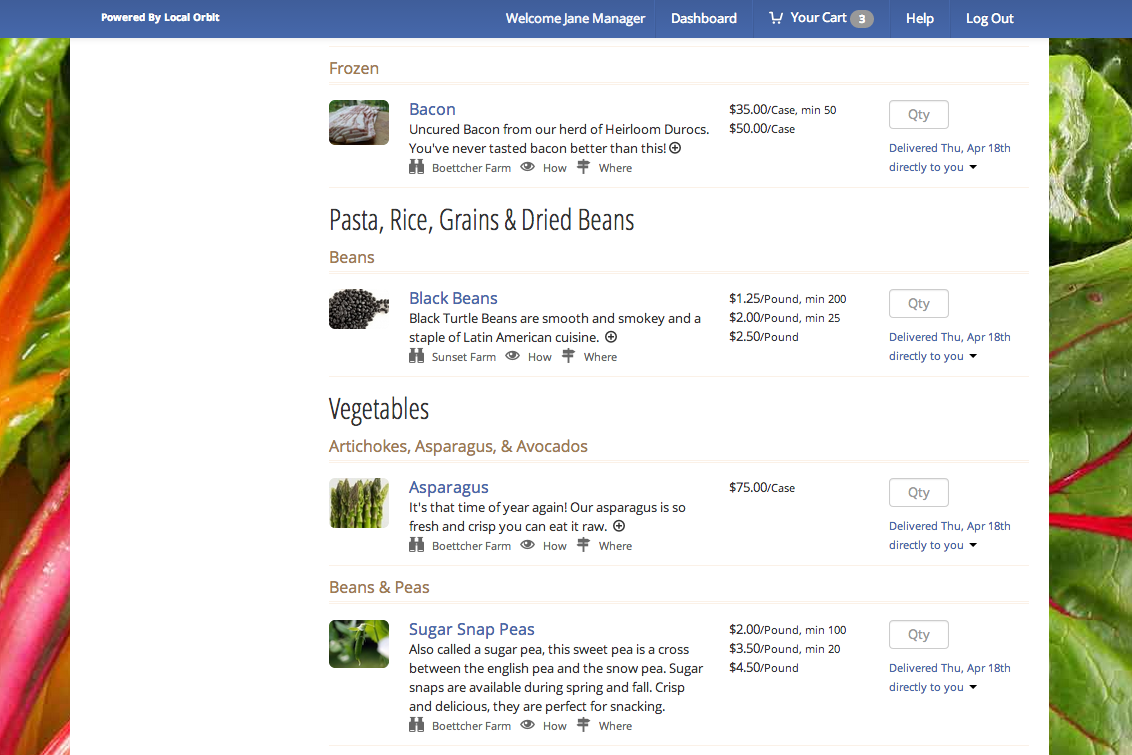 Powered By Local Orbit
Welcome Jane Manager Dashboard Your Cart 3 Help Log Out
Frozen
Bacon
Uncured Bacon from our herd of Heirloom Durocs.
You've never tasted bacon better than this!
Boettcher Farm How Where
$35.00/Case, min 50
$50.00/Case
Qty
Delivered Thu, Apr 18th
directly to you
Pasta, Rice, Grains & Dried Beans
Beans
Black Beans
Black Turtle Beans are smooth and smokey and a
staple of Latin American cuisine.
Sunset Farm How Where
$1.25/Pound, min 200
$2.00/Pound, min 25
$2.50/Pound
Qty
Delivered Thu, Apr 18th
directly to you
Vegetables
Artichokes, Asparagus, & Avocados
Asparagus
It's that time of year again! Our asparagus is so
fresh and crisp you can eat it raw.
Boettcher Farm How Where
$75.00/Case
Qty
Delivered Thu, Apr 18th
directly to you
Beans & Peas
Sugar Snap Peas
Also called a sugar pea, this sweet pea is a cross
between the english pea and the snow pea. Sugar
snaps are available during spring and fall. Crisp
and delicious, they are perfect for snacking.
Boettcher Farm How Where
$2.00/Pound, min 100
$3.50/Pound, min 20
$4.50/Pound
Qty
Delivered Thu, Apr 18th
directly to you